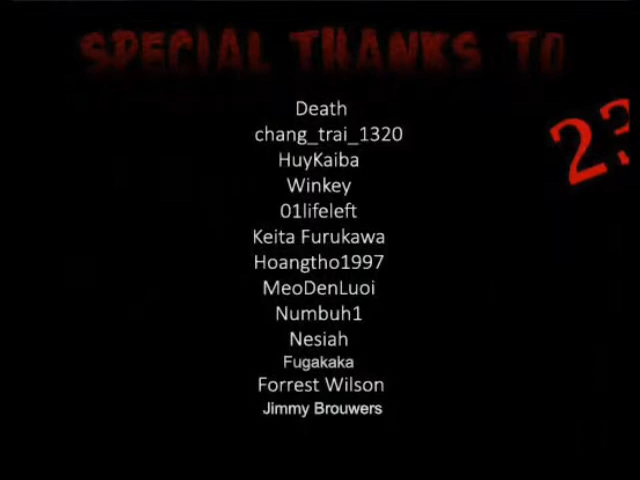 SPECIAL THANKS TO
Death
chang_trai_1320
HuyKaiba
Winkey
01lifeleft
Keita Furukawa
Hoangtho1997
MeoDenLuoi
Numbuh1
Nesiah
Fugakaka
Forrest Wilson
Jimmy Brouwers
2?